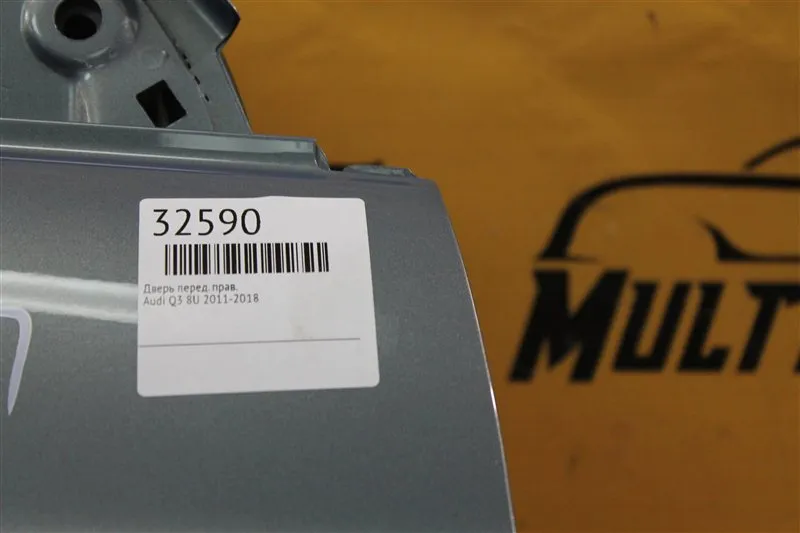 32590
Дверь перед.прав.
Audi Q3 8U 2011-2018
MULT